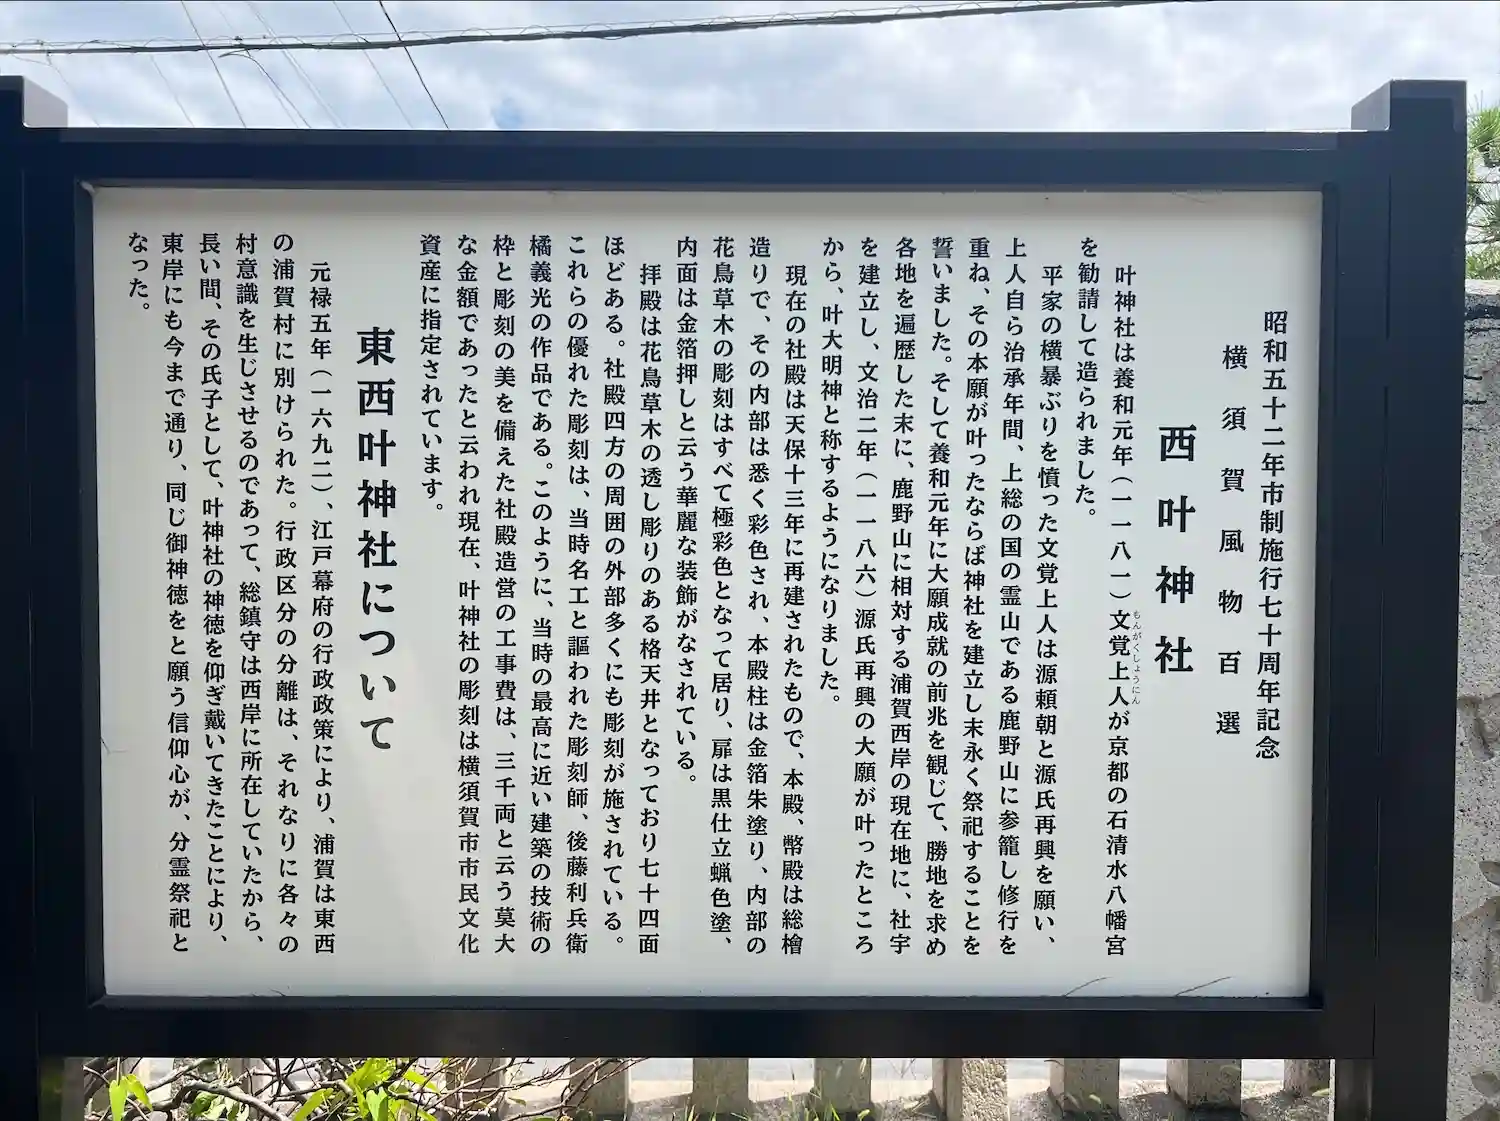 昭和五十二年市制施行七十周年記念
横須賀風物百選
西叶神社
叶神社は養和元年(一一八一)文覚上人が京都の石清水八幡宮
もんがくしょうにん
を勧請して造られました。
平家の横暴ぶりを憤った文覚上人は源頼朝と源氏再興を願い、
上人自ら治承年間、上総の国の霊山である鹿野山に参籠し修行を
重ね、その本願が叶ったならば神社を建立し末永く祭祀することを
誓いました。そして養和元年に大願成就の前兆を観じて、勝地を求め
各地を遍歴した末に、鹿野山に相対する浦賀西岸の現在地に、社宇
を建立し、文治二年(一一八六)源氏再興の大願が叶ったところ
から、叶大明神と称するようになりました。
現在の社殿は天保十三年に再建されたもので、本殿、幣殿は総檜
造りで、その内部は悉く彩色され、本殿柱は金箔朱塗り、内部の
花鳥草木の彫刻はすべて極彩色となって居り、扉は黒仕立蝋色塗、
内面は金箔押しと云う華麗な装飾がなされている。
拝殿は花鳥草木の透し彫りのある格天井となっており七十四面
ほどある。社殿四方の周囲の外部多くにも彫刻が施されている。
これらの優れた彫刻は、当時名工と謳われた彫刻師、後藤利兵衛
橘義光の作品である。このように、当時の最高に近い建築の技術の
枠と彫刻の美を備えた社殿造営の工事費は、三千両と云う莫大
な金額であったと云われ現在、叶神社の彫刻は横須賀市市民文化
資産に指定されています。
東西叶神社について
元禄五年(一六九二)、江戸幕府の行政政策により、浦賀は東西
の浦賀村に別けられた。行政区分の分離は、それなりに各々の
村意識を生じさせるのであって、総鎮守は西岸に所在していたから、
長い間、その氏子として、叶神社の神徳を仰ぎ戴いてきたことにより、
東岸にも今まで通り、同じ御神徳をと願う信仰心が、分霊祭祀と
なった。